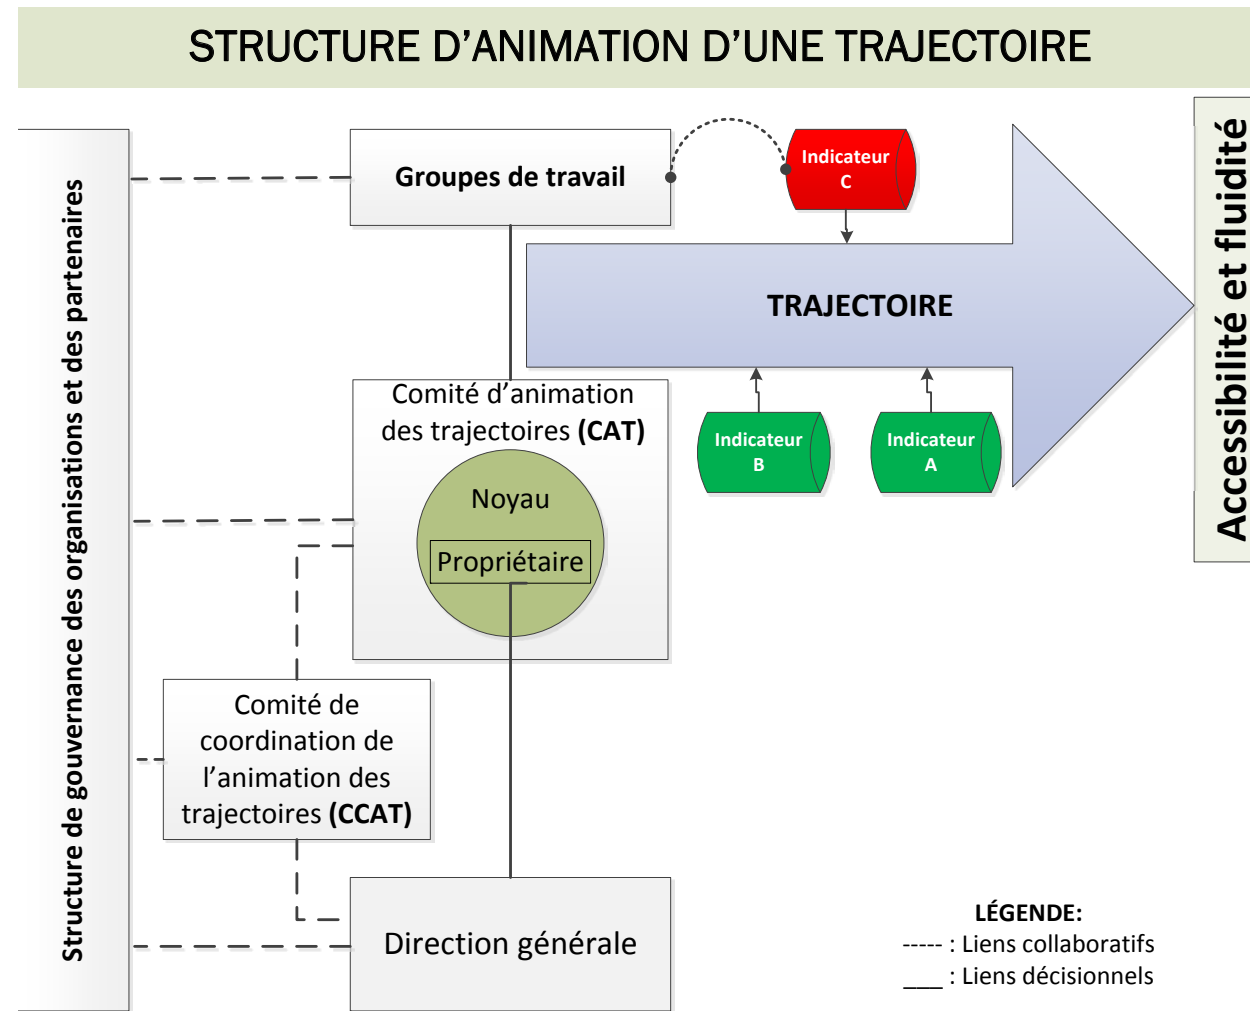 STRUCTURE D’ANIMATION D’UNE TRAJECTOIRE
Structure de gouvernance des organisations et des partenaires
Groupes de travail
Indicateur
C
TRAJECTOIRE
Accessibilité et fluidité
Comité d’animation
des trajectoires (CAT)
Noyau
Propriétaire
Indicateur
B
Indicateur
A
Comité de
coordination de
l’animation des
trajectoires (CCAT)
Direction générale
LÉGENDE:
----- : Liens collaboratifs
___ : Liens décisionnels